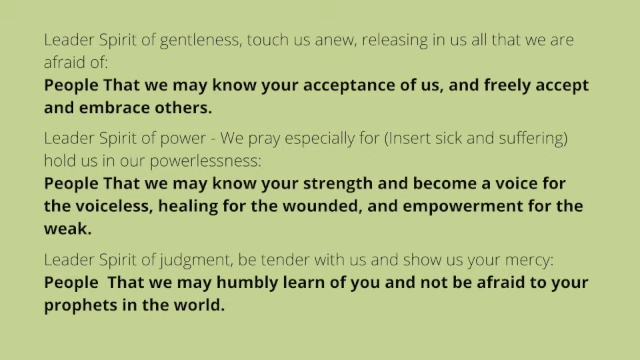 Leader Spirit of gentleness, touch us anew, releasing in us all that we are
afraid of:
People That we may know your acceptance of us, and freely accept
and embrace others.
Leader Spirit of power - We pray especially for (Insert sick and suffering)
hold us in our powerlessness:
People That we may know your strength and become a voice for
the voiceless, healing for the wounded, and empowerment for the
weak.
Leader Spirit of judgment, be tender with us and show us your mercy:
People  That we may humbly learn of you and not be afraid to your
prophets in the world.